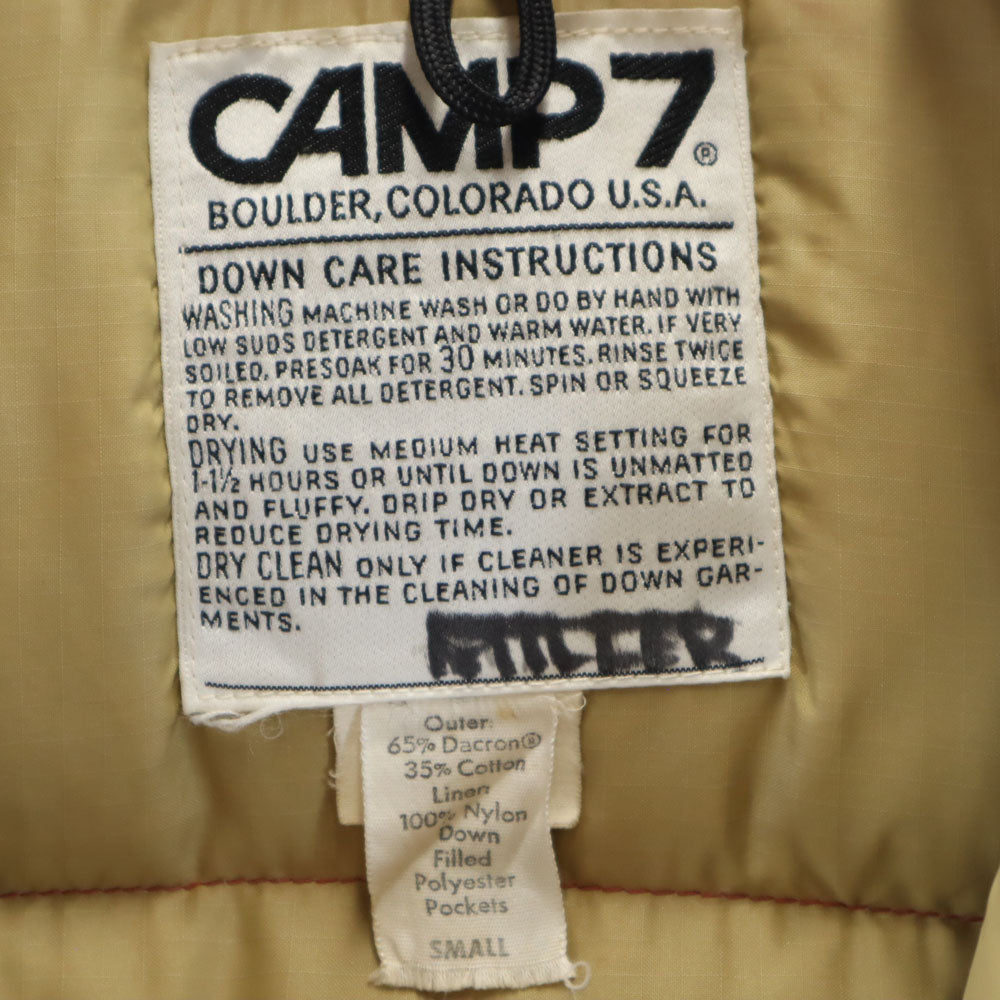 CAMP 7®
BOULDER, COLORADO U.S.A.
DOWN CARE INSTRUCTIONS
WASHING MACHINE WASH OR DO BY HAND WITH
LOW SUDS DETERGENT AND WARM WATER. IF VERY
SOILED, PRESOAK FOR 30 MINUTES. RINSE TWICE
TO REMOVE ALL DETERGENT. SPIN OR SQUEEZE
DRY.
DRYING USE MEDIUM HEAT SETTING FOR
1-1½ HOURS OR UNTIL DOWN IS UNMATTED
AND FLUFFY. DRIP DRY OR EXTRACT TO
REDUCE DRYING TIME.
DRY CLEAN ONLY IF CLEANER IS EXPERI-
ENCED IN THE CLEANING OF DOWN GAR-
MENTS.
MILLER
Outer:
65% Dacron®
35% Cotton
Linen
100% Nylon
Down
Filled
Polyester
Pockets
SMALL